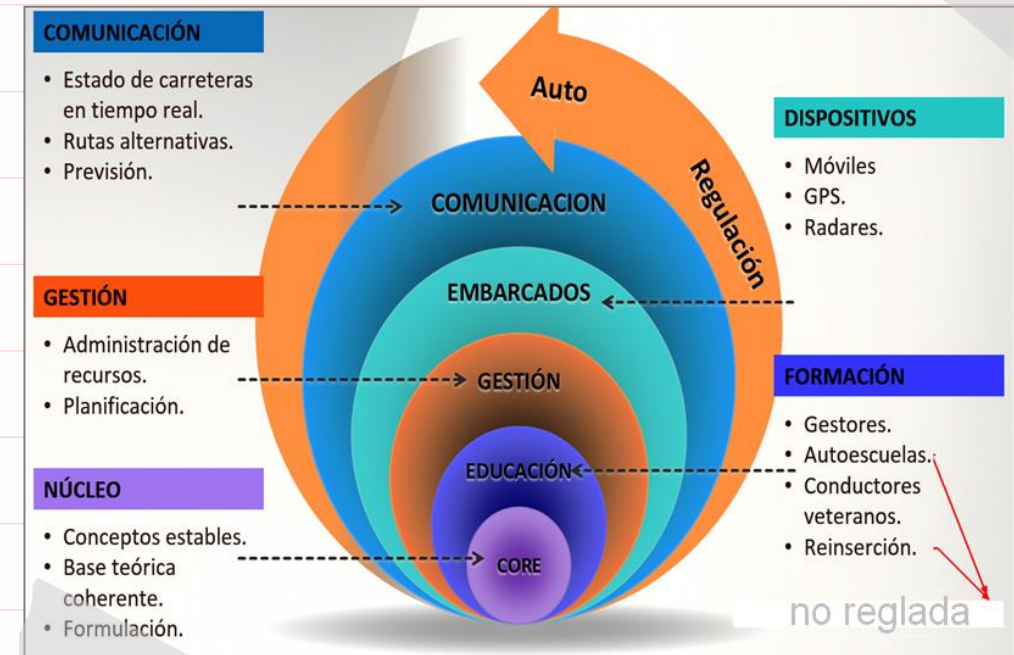 COMUNICACIÓN
• Estado de carreteras
en tiempo real.
• Rutas alternativas.
• Previsión.
GESTIÓN
• Administración de
recursos.
• Planificación.
NÚCLEO
• Conceptos estables.
• Base teórica
coherente.
• Formulación.
Auto
Regulación
COMUNICACION
EMBARCADOS
GESTIÓN
EDUCACIÓN
CORE
DISPOSITIVOS
• Móviles
• GPS.
• Radares.
FORMACIÓN
• Gestores.
• Autoescuelas.
• Conductores
veteranos.
• Reinserción.
no reglada